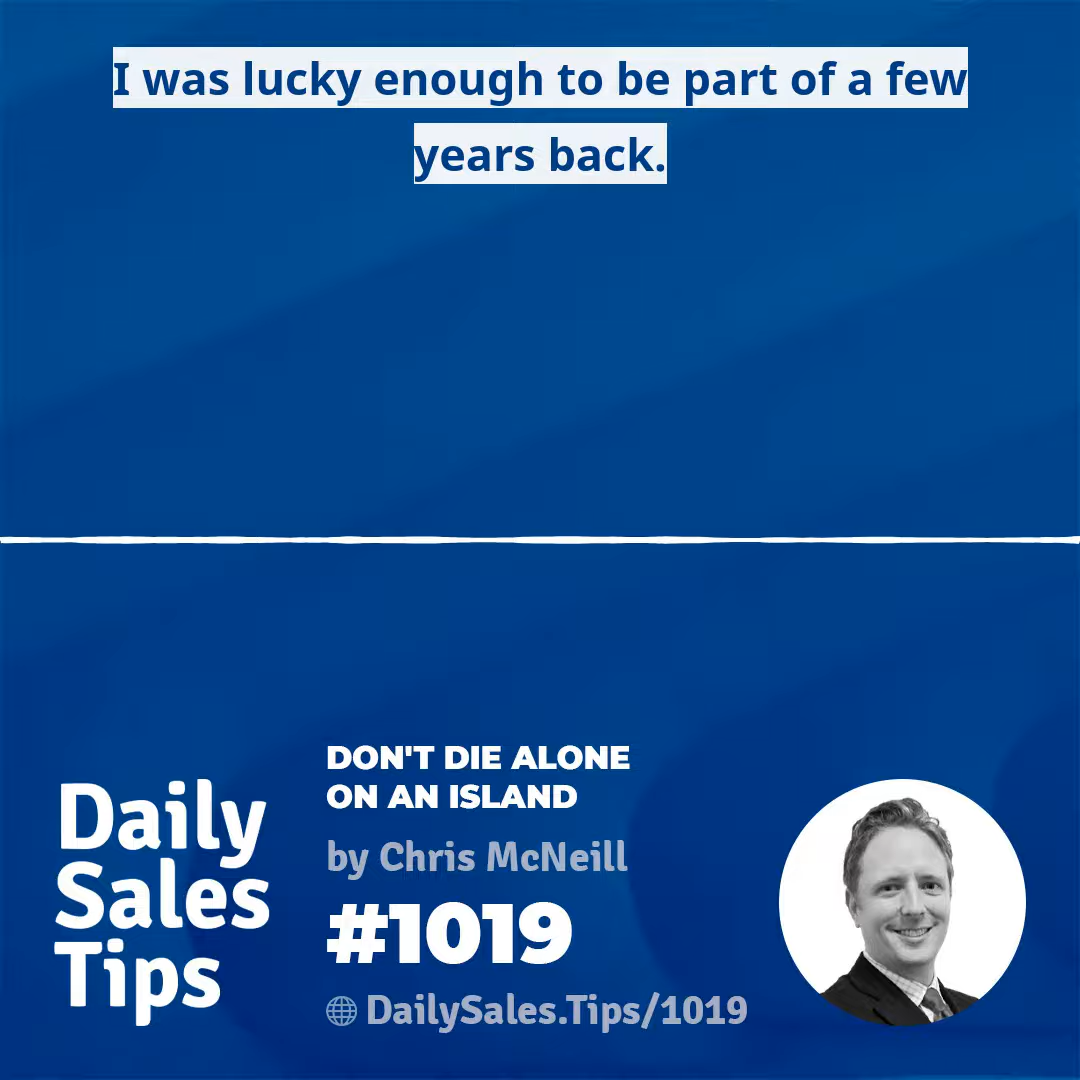 I was lucky enough to be part of a few
years back.
DON'T DIE ALONE
ON AN ISLAND
by Chris McNeill
#1019
DailySales.Tips/1019
Daily
Sales
Tips